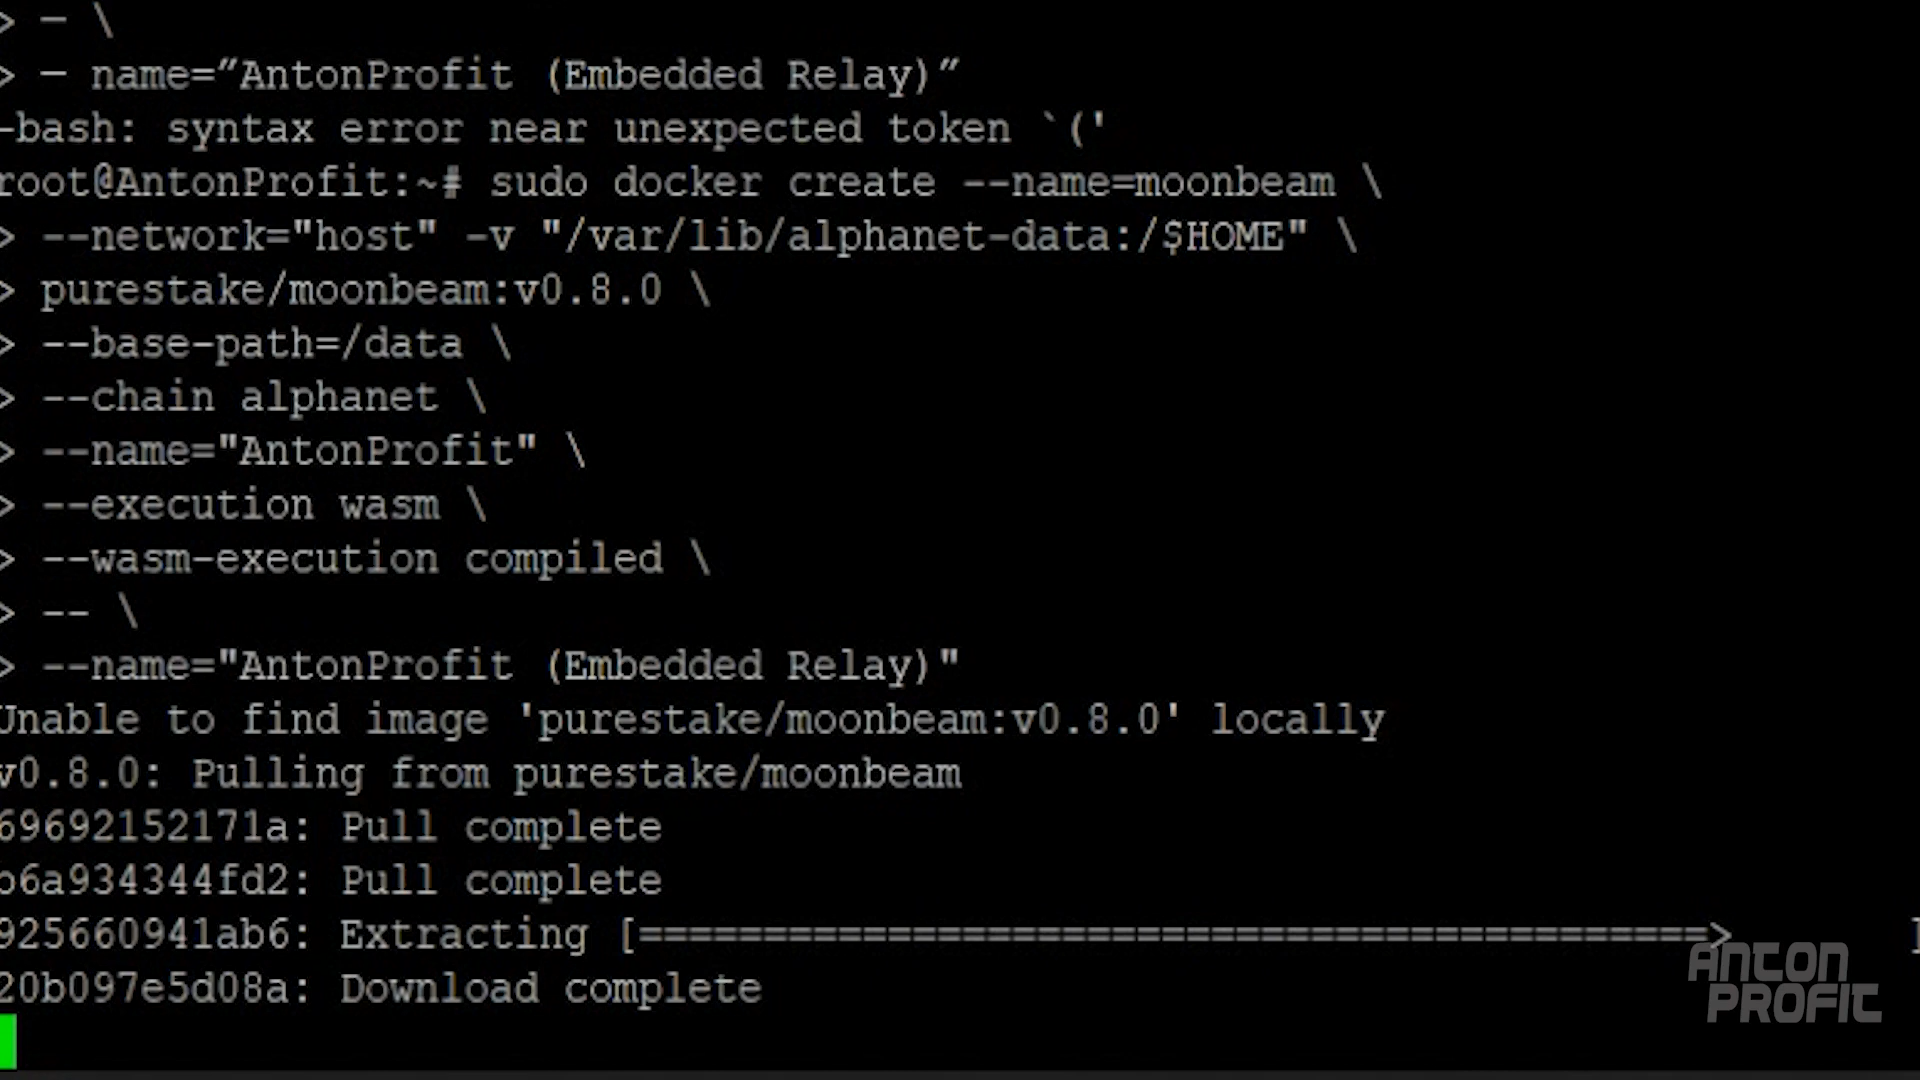 > — \
> — name=”AntonProfit (Embedded Relay)”
-bash: syntax error near unexpected token `('
root@AntonProfit:~# sudo docker create --name=moonbeam \
> --network="host" -v "/var/lib/alphanet-data:/$HOME" \
> purestake/moonbeam:v0.8.0 \
> --base-path=/data \
> --chain alphanet \
> --name="AntonProfit" \
> --execution wasm \
> --wasm-execution compiled \
> -- \
> --name="AntonProfit (Embedded Relay)"
Unable to find image 'purestake/moonbeam:v0.8.0' locally
v0.8.0: Pulling from purestake/moonbeam
69692152171a: Pull complete
b6a934344fd2: Pull complete
925660941ab6: Extracting [===========================================> ]
20b097e5d08a: Download complete
ANTON
PROFIT